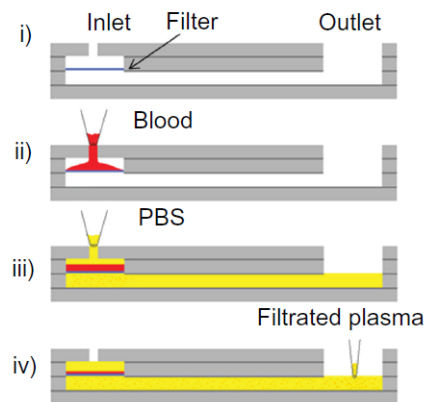 Inlet Filter Outlet
i)
Blood
ii)
PBS
iii)
Filtrated plasma
iv)